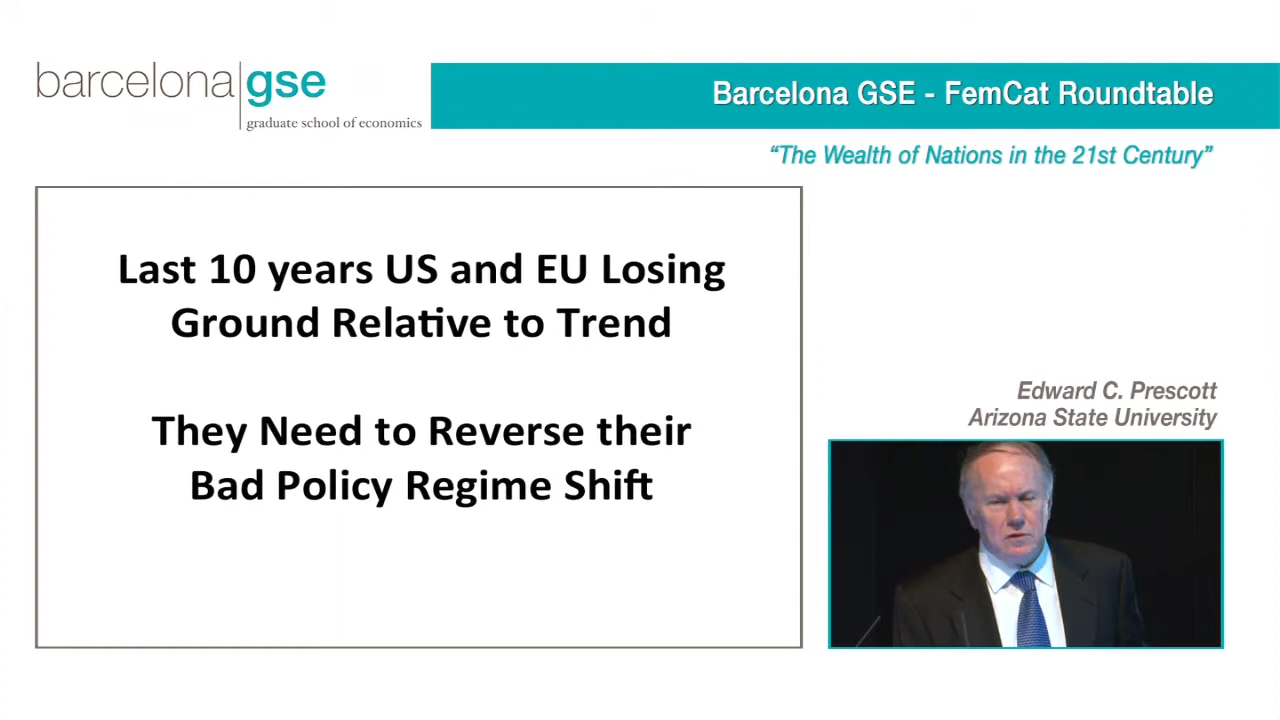 barcelona gse
graduate school of economics
Barcelona GSE - FemCat Roundtable
“The Wealth of Nations in the 21st Century”
Last 10 years US and EU Losing
Ground Relative to Trend
They Need to Reverse their
Bad Policy Regime Shift
Edward C. Prescott
Arizona State University